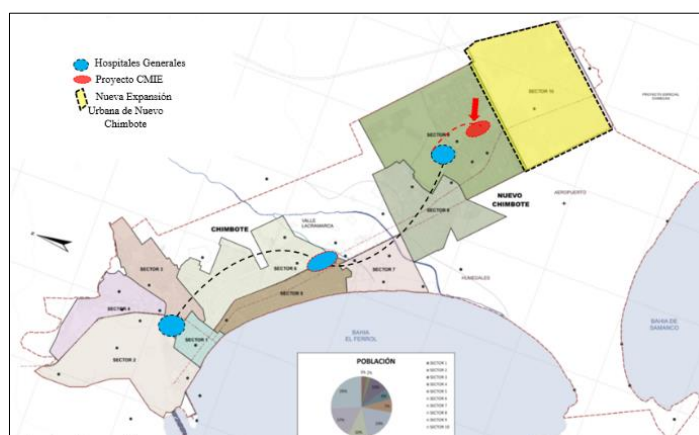 Hospitales Generales
Proyecto CMIE
Nueva Expansión
Urbana de Nuevo
Chimbote
SECTOR 10
SECTOR 9
NUEVO
CHIMBOTE
AEROPUERTO
SECTOR 8
CHIMBOTE
VALLE
LACRAMARCA
SECTOR 3
SECTOR 6
SECTOR 7
HUMEDALES
SECTOR 4
SECTOR 5
SECTOR 1
SECTOR 2
BAHIA
EL FERROL
BAHIA DE
SAMANCO
POBLACIÓN
SECTOR 1
SECTOR 2
SECTOR 3
SECTOR 4
SECTOR 5
SECTOR 6
SECTOR 7
SECTOR 8
SECTOR 9
SECTOR 10